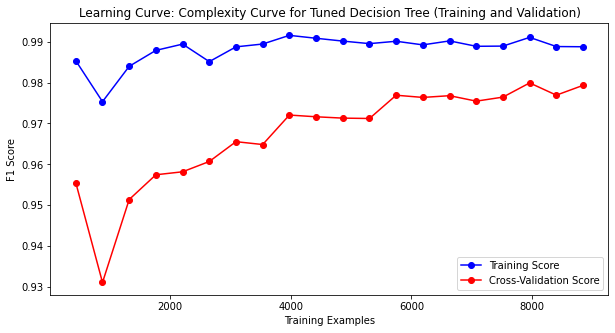 Learning Curve: Complexity Curve for Tuned Decision Tree (Training and Validation)
0.99
0.98
0.97
0.96
0.95
0.94
0.93
F1 Score
2000
4000
6000
8000
Training Examples
Training Score
Cross-Validation Score